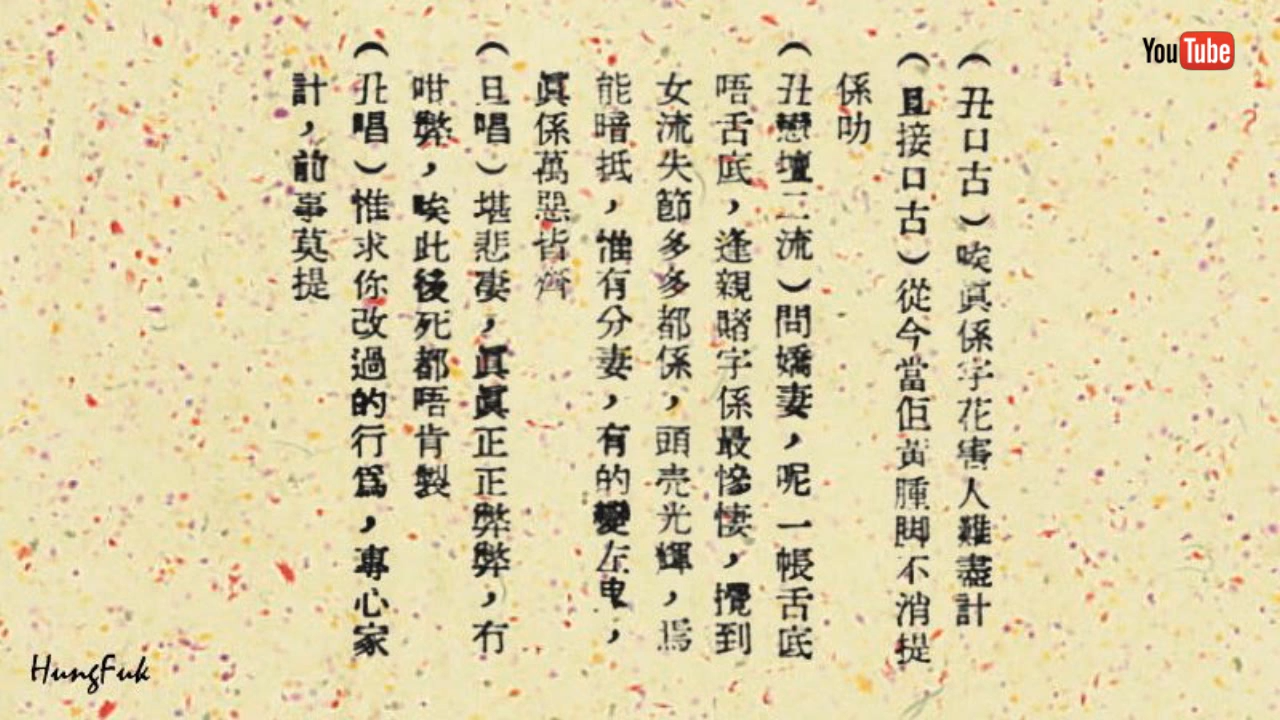 （丑口古）唉眞係字花害人難盡計
（旦接口古）從今當佢黃腫脚不消提
係叻
（丑戀壇二流）問嬌妻，呢一帳舌底
唔舌底，逢親賭字係最慘悽，攪到
女流失節多多都係，頭壳光輝，焉
能暗抵，惟有分妻，有的變左电，
眞係萬惡皆齊
（旦唱）堪悲凄，眞眞正正弊弊，冇
咁弊，唉此後死都唔肯製
（丑唱）惟求你改過的行爲，專心家
計，前事莫提
YouTube
HungFuk